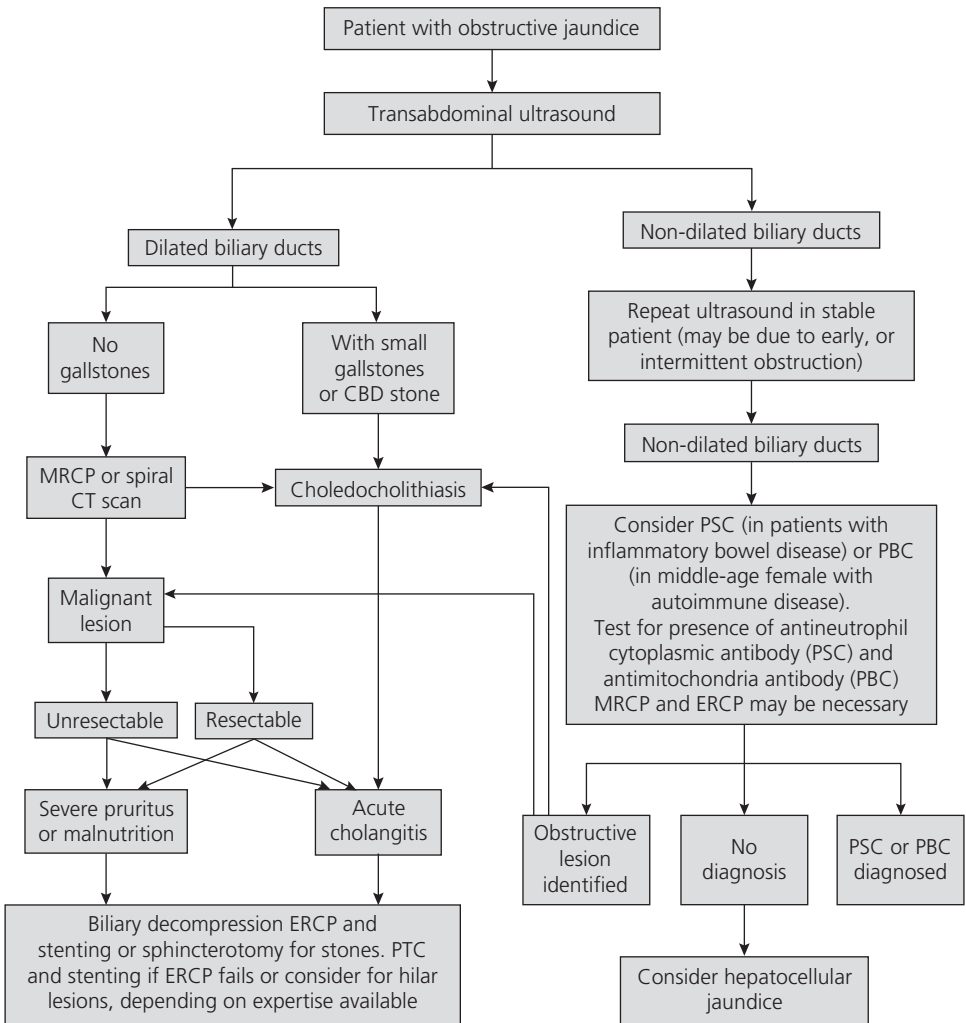 Patient with obstructive jaundice
Transabdominal ultrasound
Dilated biliary ducts
Non-dilated biliary ducts
No
gallstones
With small
gallstones
or CBD stone
Repeat ultrasound in stable
patient (may be due to early, or
intermittent obstruction)
Non-dilated biliary ducts
MRCP or spiral
CT scan
Choledocholithiasis
Consider PSC (in patients with
inflammatory bowel disease) or PBC
(in middle-age female with
autoimmune disease).
Test for presence of antineutrophil
cytoplasmic antibody (PSC) and
antimitochondria antibody (PBC)
MRCP and ERCP may be necessary
Malignant
lesion
Unresectable
Resectable
Severe pruritus
or malnutrition
Acute
cholangitis
Obstructive
lesion
identified
No
diagnosis
PSC or PBC
diagnosed
Biliary decompression ERCP and
stenting or sphincterotomy for stones. PTC
and stenting if ERCP fails or consider for hilar
lesions, depending on expertise available
Consider hepatocellular
jaundice